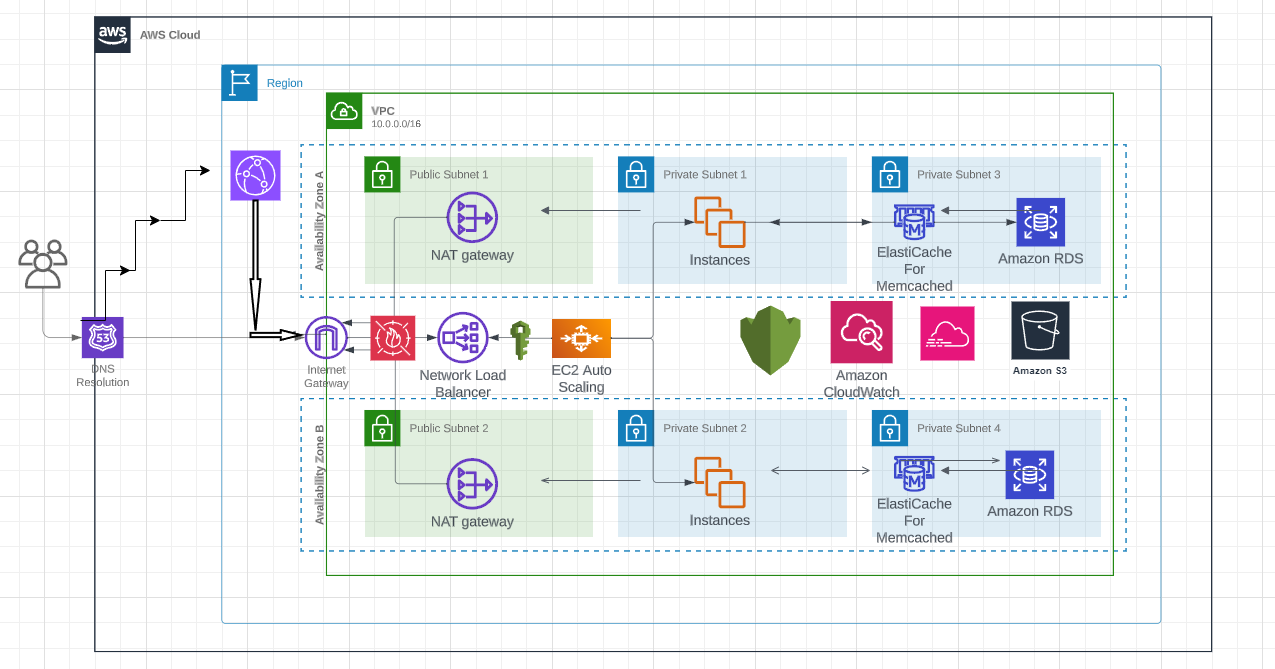 aws
AWS Cloud
Region
VPC
10.0.0.0/16
Availability Zone A
Public Subnet 1
NAT gateway
Private Subnet 1
Instances
Private Subnet 3
M
ElastiCache
For
Memcached
Amazon RDS
53
DNS
Resolution
Internet
Gateway
Network Load
Balancer
EC2 Auto
Scaling
Amazon
CloudWatch
Amazon S3
Availability Zone B
Public Subnet 2
NAT gateway
Private Subnet 2
Instances
Private Subnet 4
M
ElastiCache
For
Memcached
Amazon RDS